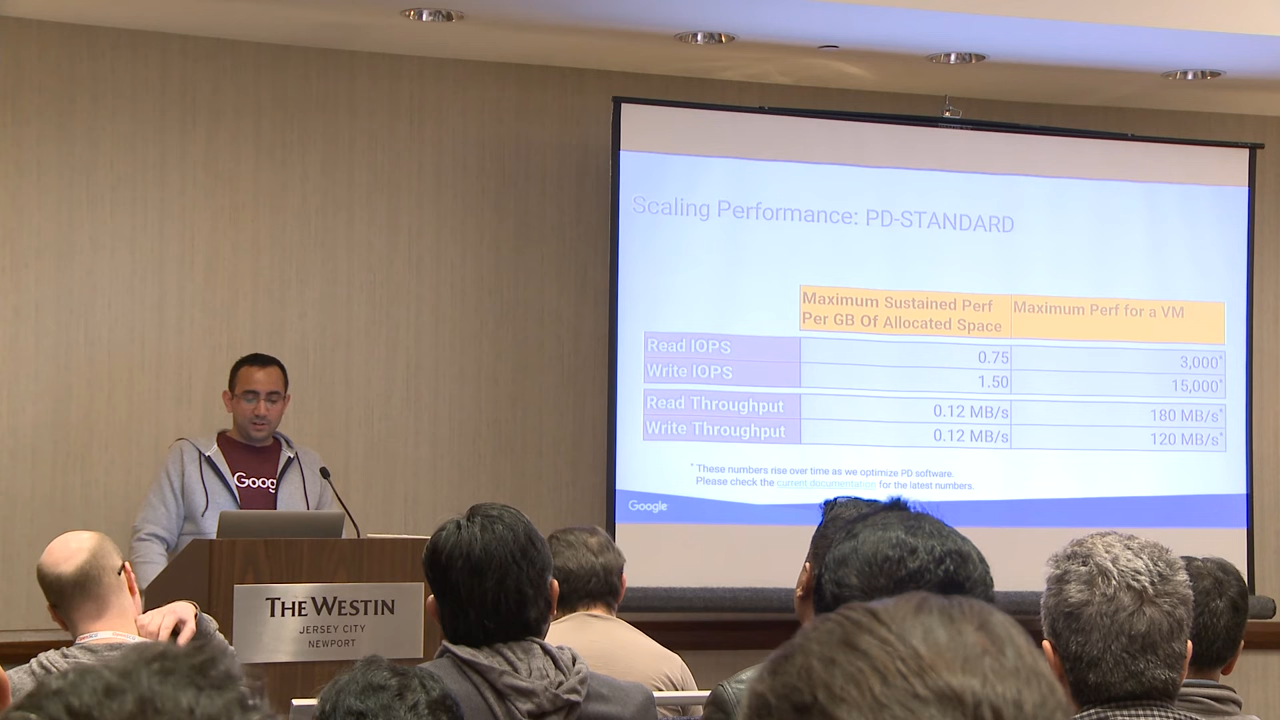 Scaling Performance: PD-STANDARD
Maximum Sustained Perf
Per GB Of Allocated Space
Maximum Perf for a VM
Read IOPS
0.75
3,000*
Write IOPS
1.50
15,000*
Read Throughput
0.12 MB/s
180 MB/s*
Write Throughput
0.12 MB/s
120 MB/s*
* These numbers rise over time as we optimize PD software.
Please check the current documentation for the latest numbers.
Google
Goog
THE WESTIN
JERSEY CITY
NEWPORT